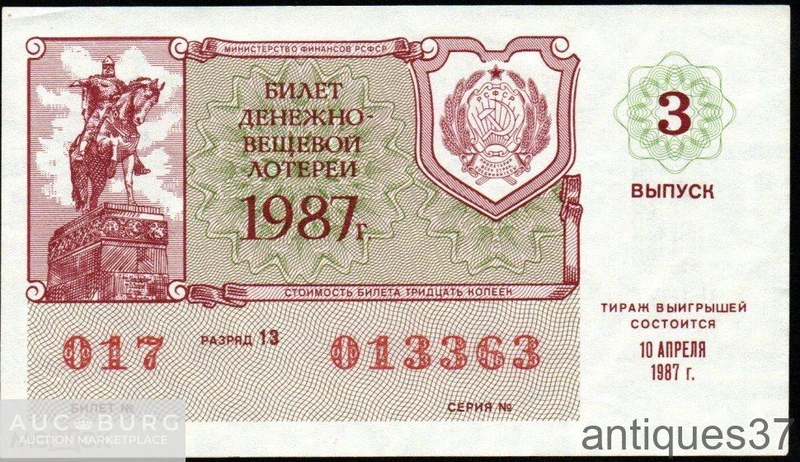 МИНИСТЕРСТВО ФИНАНСОВ РСФСР
БИЛЕТ
ДЕНЕЖНО-
ВЕЩЕВОЙ
ЛОТЕРЕИ
1987г.
РСФСР
3
ВЫПУСК
СТОИМОСТЬ БИЛЕТА ТРИДЦАТЬ КОПЕЕК
ТИРАЖ ВЫИГРЫШЕЙ
СОСТОИТСЯ
10 АПРЕЛЯ
1987 г.
017
РАЗРЯД 13
013363
БИЛЕТ №
СЕРИЯ №
AUCTION MARKETPLACE
antiques37